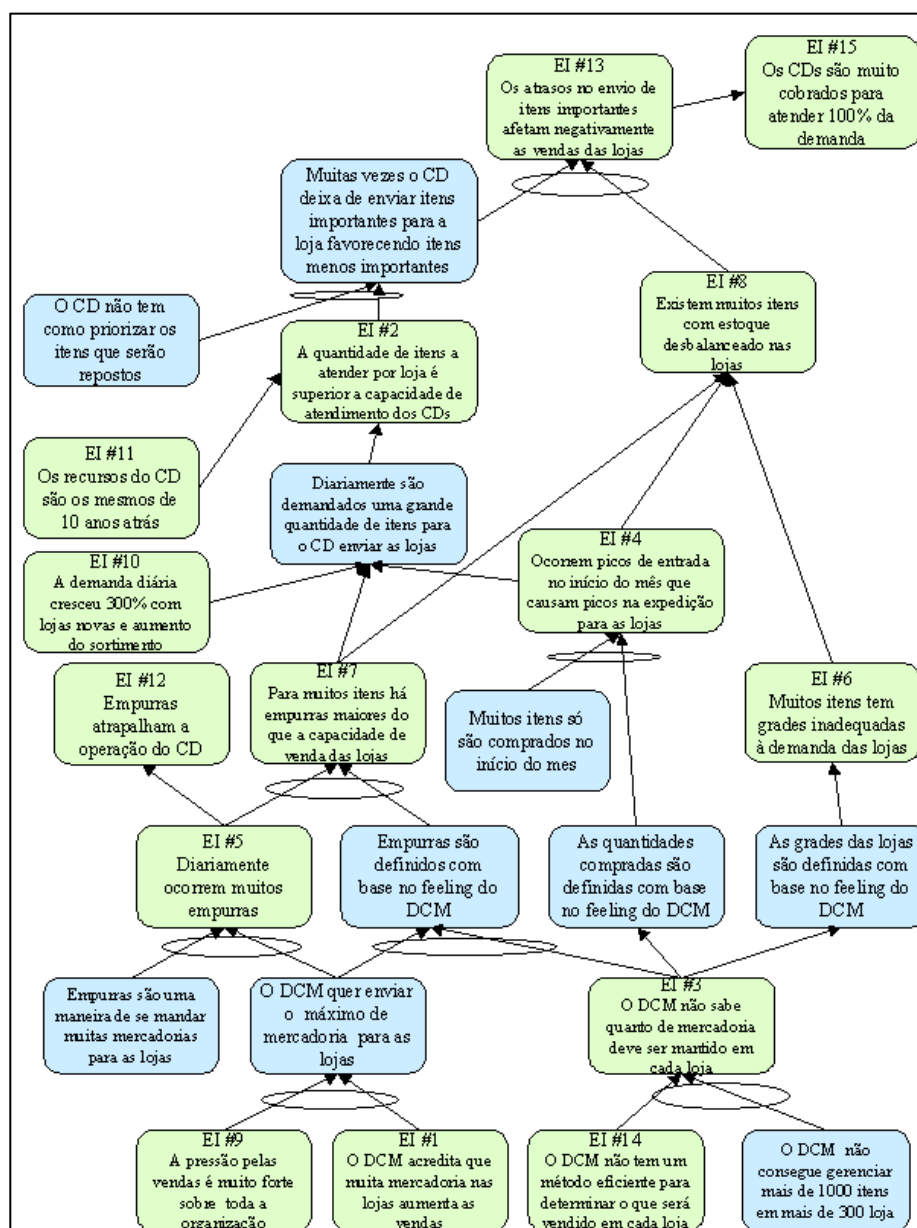 EI #13
Os atrasos no envio de
itens importantes
afetam negativamente
as vendas das lojas
EI #15
Os CDs são muito
cobrados para
atender 100% da
demanda
Muitas vezes o CD
deixa de enviar itens
importantes para a
loja favorecendo itens
menos importantes
EI #8
Existem muitos itens
com estoque
desbalanceado nas
lojas
O CD não tem
como priorizar os
itens que serão
repostos
EI #2
A quantidade de itens a
atender por loja é
superior a capacidade de
atendimento dos CDs
EI #11
Os recursos do CD
são os mesmos de
10 anos atrás
Diariamente são
demandados uma grande
quantidade de itens para
o CD enviar as lojas
EI #4
Ocorrem picos de entrada
no início do mês que
causam picos na expedição
para as lojas
EI #10
A demanda diária
cresceu 300% com
lojas novas e aumento
do sortimento
EI #12
Empurras
atrapalham a
operação do CD
EI #7
Para muitos itens há
empurras maiores do
que a capacidade de
venda das lojas
Muitos itens só
são comprados no
início do mes
EI #6
Muitos itens tem
grades inadequadas
à demanda das lojas
EI #5
Diariamente
ocorrem muitos
empurras
Empurras são
definidos com
base no feeling do
DCM
As quantidades
compradas são
definidas com base
no feeling do DCM
As grades das lojas
são definidas com
base no feeling do
DCM
Empurras são uma
maneira de se mandar
muitas mercadorias
para as lojas
O DCM quer enviar
o máximo de
mercadoria para as
lojas
EI #3
O DCM não sabe
quanto de mercadoria
deve ser mantido em
cada loja
EI #9
A pressão pelas
vendas é muito forte
sobre toda a
organização
EI #1
O DCM acredita que
muita mercadoria nas
lojas aumenta as
vendas
EI #14
O DCM não tem um
método eficiente para
determinar o que será
vendido em cada loja
O DCM não
consegue gerenciar
mais de 1000 itens
em mais de 300 loja